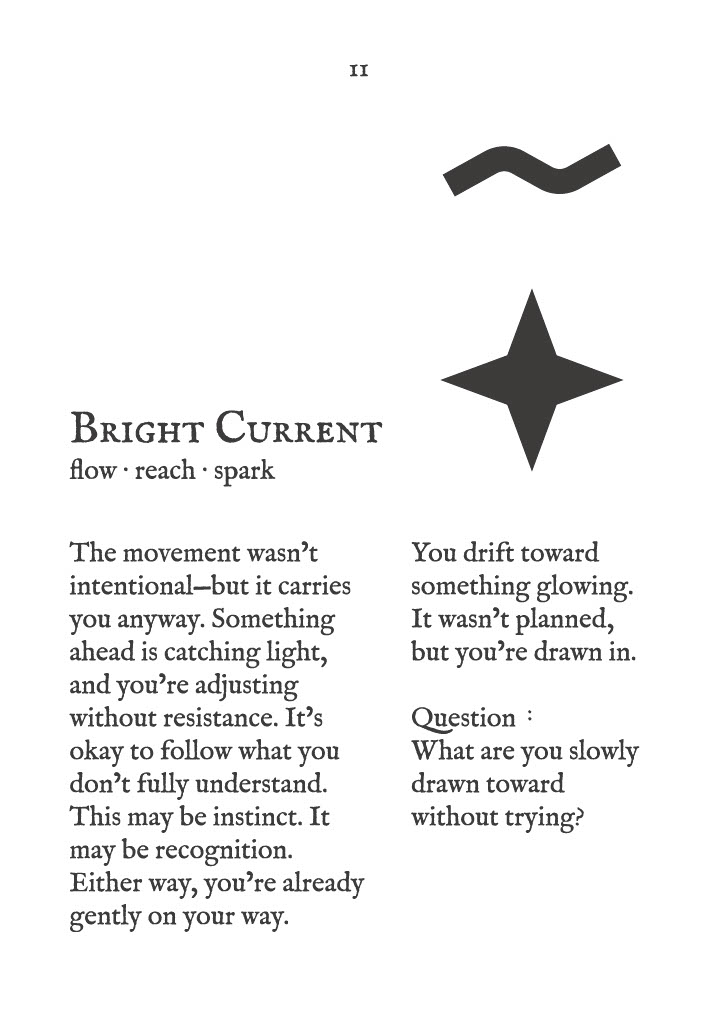 11
Bright Current
flow · reach · spark
The movement wasn’t
intentional—but it carries
you anyway. Something
ahead is catching light,
and you’re adjusting
without resistance. It’s
okay to follow what you
don’t fully understand.
This may be instinct. It
may be recognition.
Either way, you’re already
gently on your way.
You drift toward
something glowing.
It wasn’t planned,
but you’re drawn in.
Question :
What are you slowly
drawn toward
without trying?